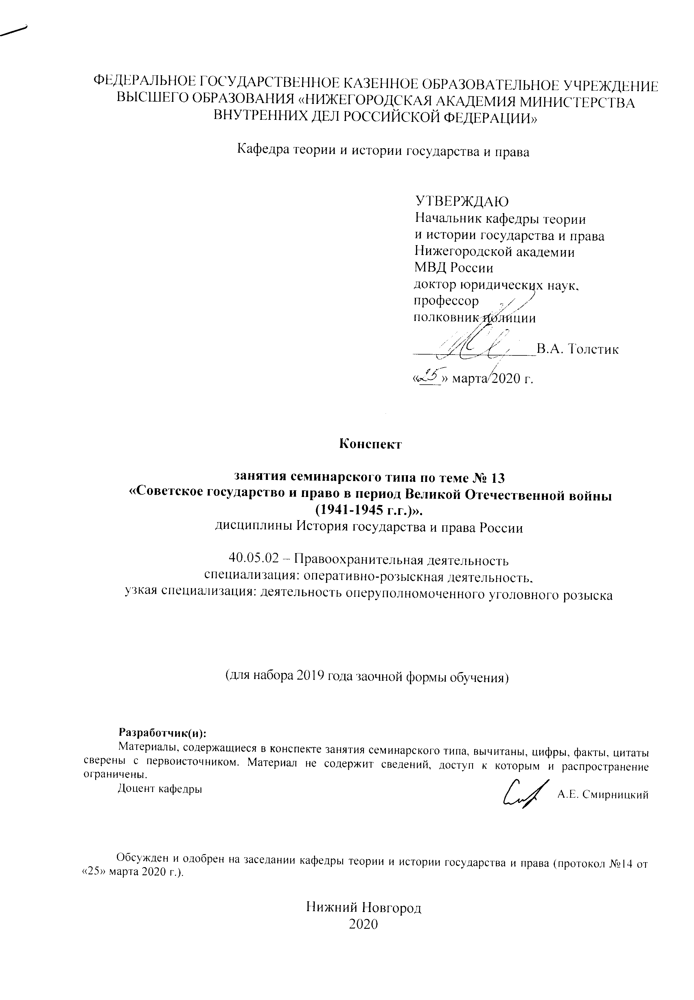 ФЕДЕРАЛЬНОЕ ГОСУДАРСТВЕННОЕ КАЗЕННОЕ ОБРАЗОВАТЕЛЬНОЕ УЧРЕЖДЕНИЕ
ВЫСШЕГО ОБРАЗОВАНИЯ «НИЖЕГОРОДСКАЯ АКАДЕМИЯ МИНИСТЕРСТВА
ВНУТРЕННИХ ДЕЛ РОССИЙСКОЙ ФЕДЕРАЦИИ»
Кафедра теории и истории государства и права
УТВЕРЖДАЮ
Начальник кафедры теории
и истории государства и права
Нижегородской академии
МВД России
доктор юридических наук,
профессор
полковник полиции
В.А. Толстик
«25» марта 2020 г.
Конспект
занятия семинарского типа по теме № 13
«Советское государство и право в период Великой Отечественной войны
(1941-1945 г.г.)».
дисциплины История государства и права России
40.05.02 – Правоохранительная деятельность
специализация: оперативно-розыскная деятельность,
узкая специализация: деятельность оперуполномоченного уголовного розыска
(для набора 2019 года заочной формы обучения)
Разработчик(и):
Материалы, содержащиеся в конспекте занятия семинарского типа, вычитаны, цифры, факты, цитаты
сверены с первоисточником. Материал не содержит сведений, доступ к которым и распространение
ограничены.
Доцент кафедры А.Е. Смирницкий
Обсужден и одобрен на заседании кафедры теории и истории государства и права (протокол №14 от
«25» марта 2020 г.).
Нижний Новгород
2020